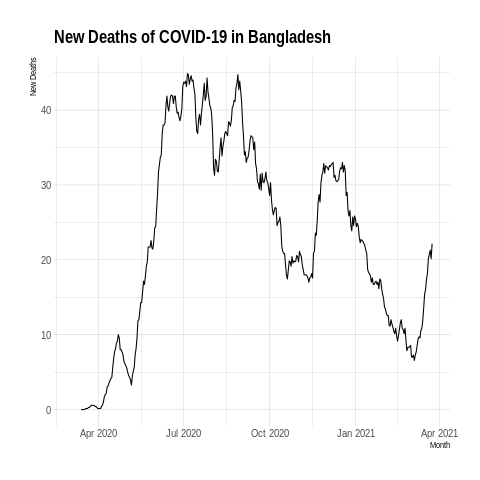 New Deaths of COVID-19 in Bangladesh
New Deaths
40
30
20
10
0
Apr 2020 Jul 2020 Oct 2020 Jan 2021 Apr 2021
Month